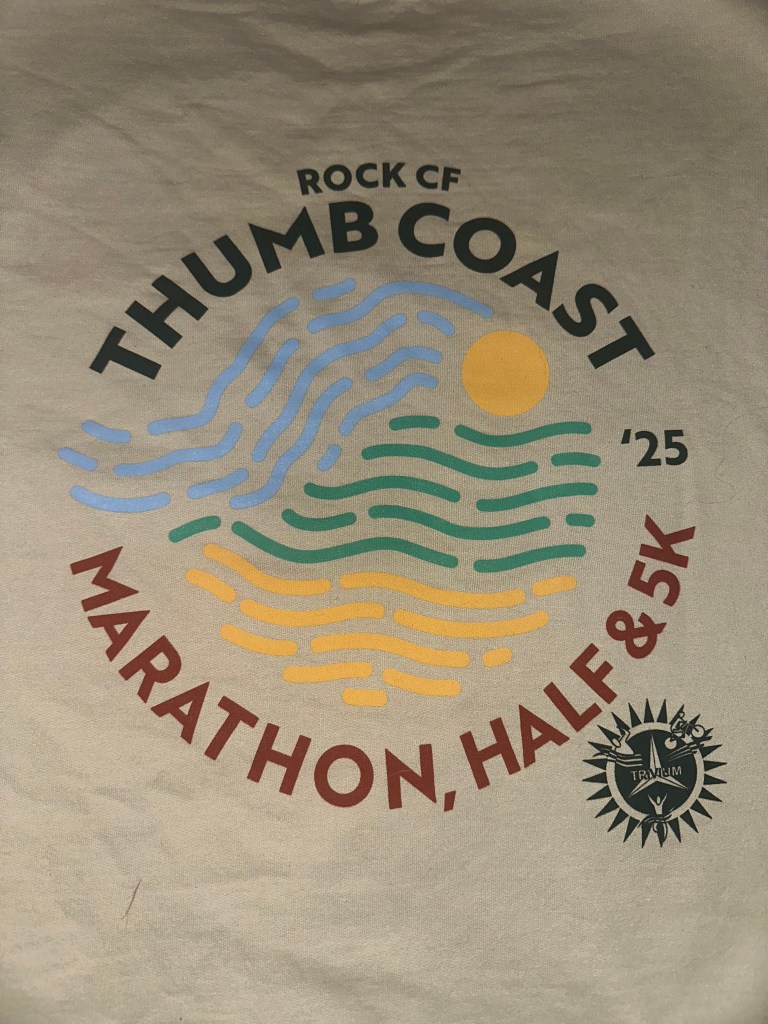 ROCK CF
THUMB COAST
'25
MARATHON, HALF & 5K
TRIVIUM